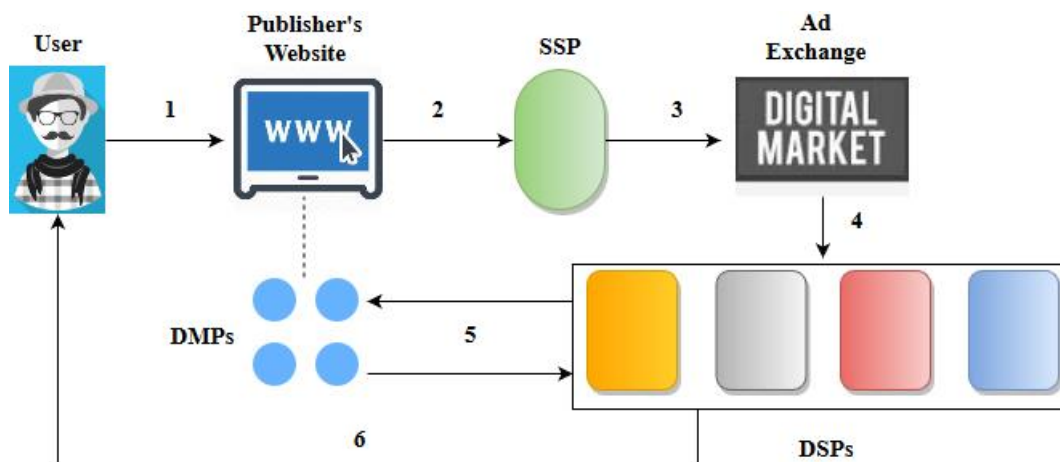 User
Publisher's
Website
SSP
Ad
Exchange
1
WWW
2
3
DIGITAL
MARKET
4
DMPs
5
6
DSPs